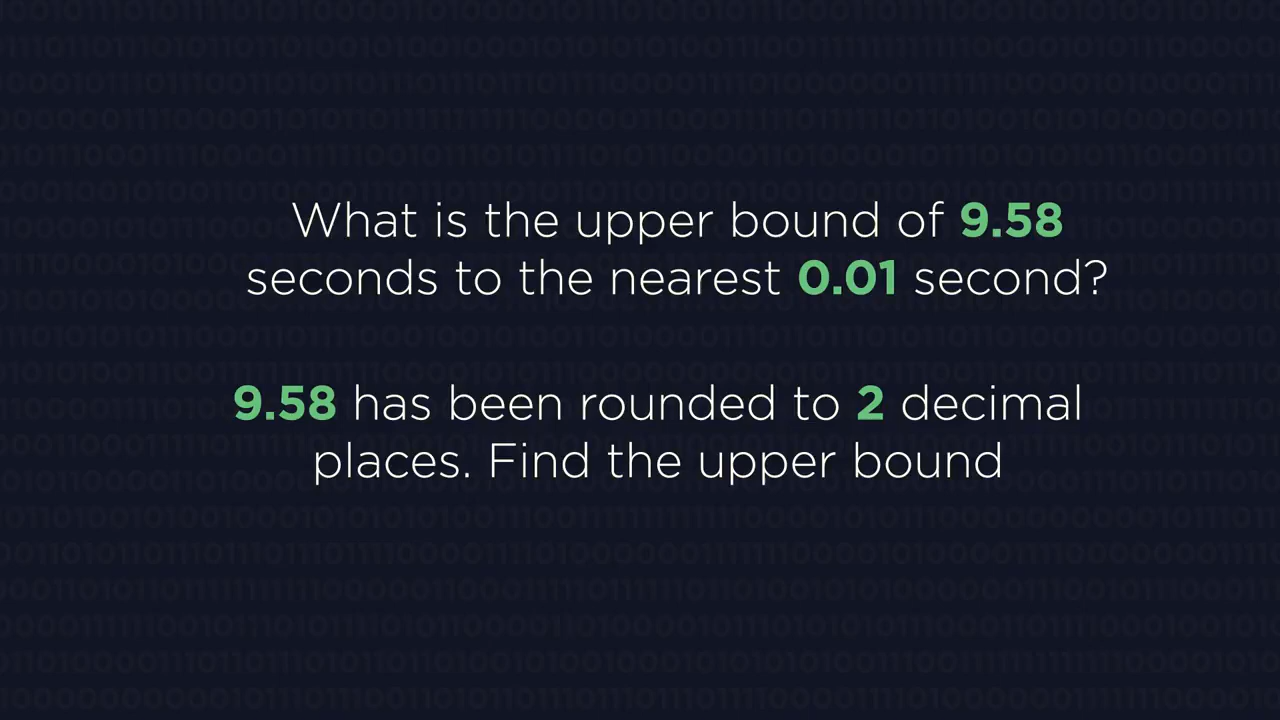 What is the upper bound of 9.58
seconds to the nearest 0.01 second?
9.58 has been rounded to 2 decimal
places. Find the upper bound